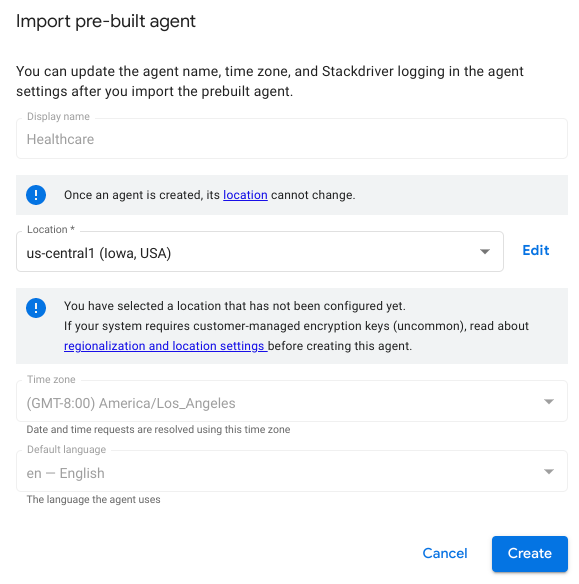 Import pre-built agent
You can update the agent name, time zone, and Stackdriver logging in the agent
settings after you import the prebuilt agent.
Display name
Healthcare
Once an agent is created, its location cannot change.
Location *
us-central1 (Iowa, USA)
Edit
You have selected a location that has not been configured yet.
If your system requires customer-managed encryption keys (uncommon), read about
regionalization and location settings before creating this agent.
Time zone
(GMT-8:00) America/Los_Angeles
Date and time requests are resolved using this time zone
Default language
en — English
The language the agent uses
Cancel
Create